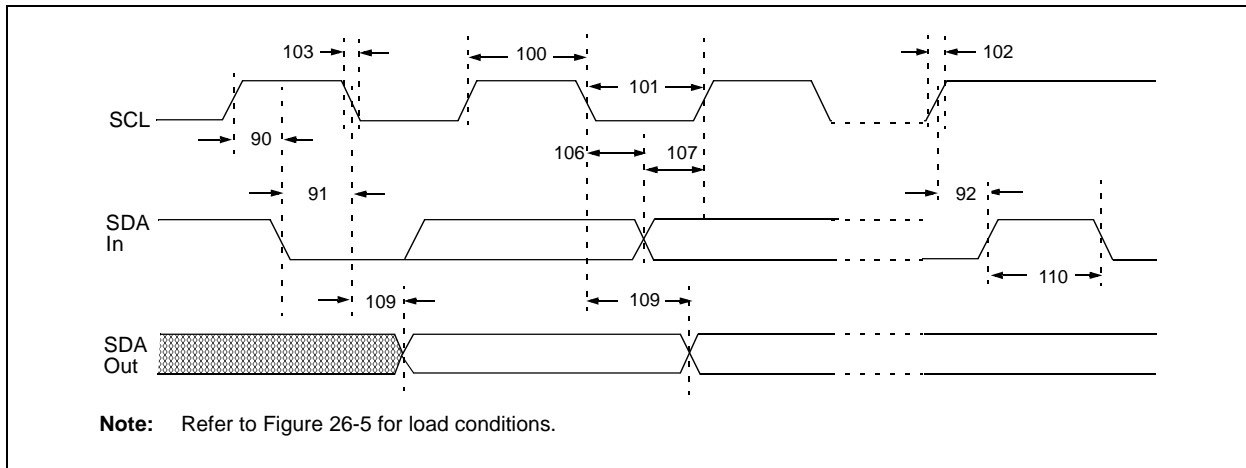 103
100
102
101
SCL
90
106
107
91
92
SDA
In
110
109
109
SDA
Out
Note: Refer to Figure 26-5 for load conditions.